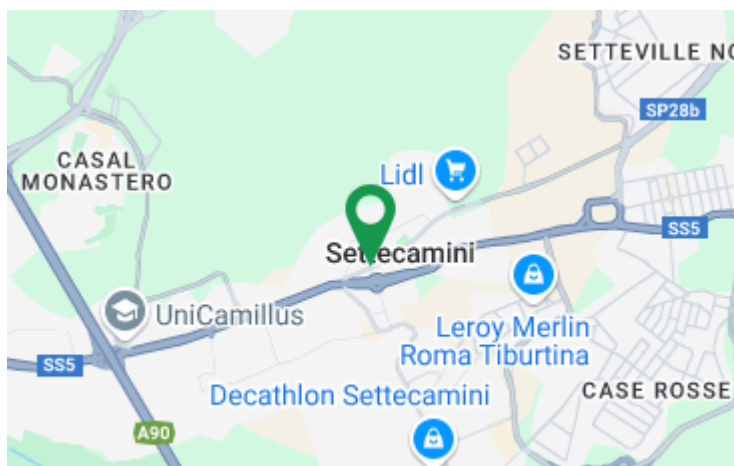 SETTEVILLE NO
SP28b
CASAL
MONASTERO
Lidl
SS5
Settecamini
UniCamillus
Leroy Merlin
Roma Tiburtina
SS5
Decathlon Settecamini
CASE ROSSE
A90